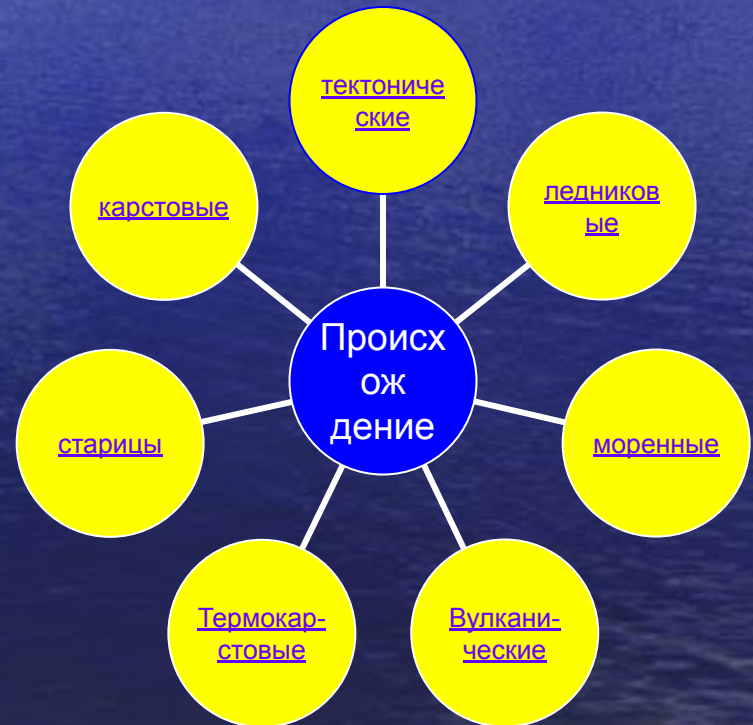 тектониче
ские
ледников
ые
карстовые
Происх
ож
дение
моренные
старицы
Вулкани-
ческие
Термокар-
стовые